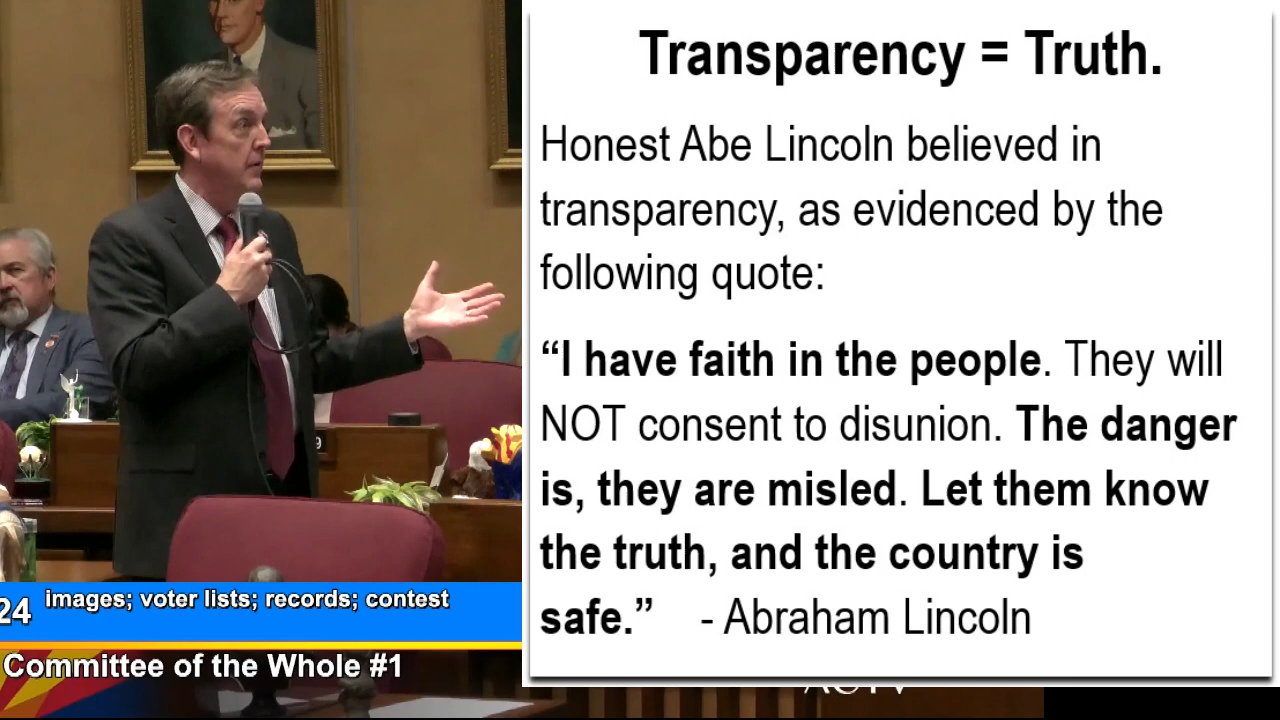 Transparency = Truth.
Honest Abe Lincoln believed in
transparency, as evidenced by the
following quote:
“I have faith in the people. They will
NOT consent to disunion. The danger
is, they are misled. Let them know
the truth, and the country is
safe.” - Abraham Lincoln
9
24 images; voter lists; records; contest
Committee of the Whole #1